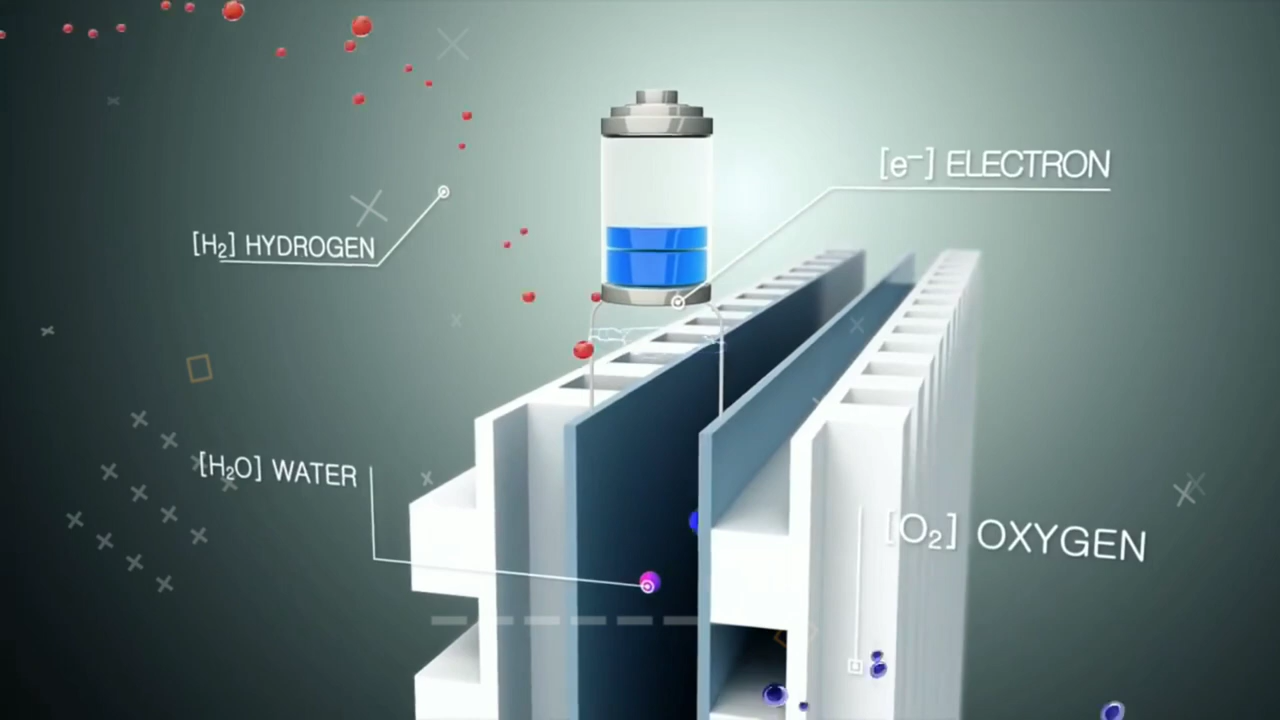 [e⁻] ELECTRON
[H₂] HYDROGEN
[H₂O] WATER
[O₂] OXYGEN